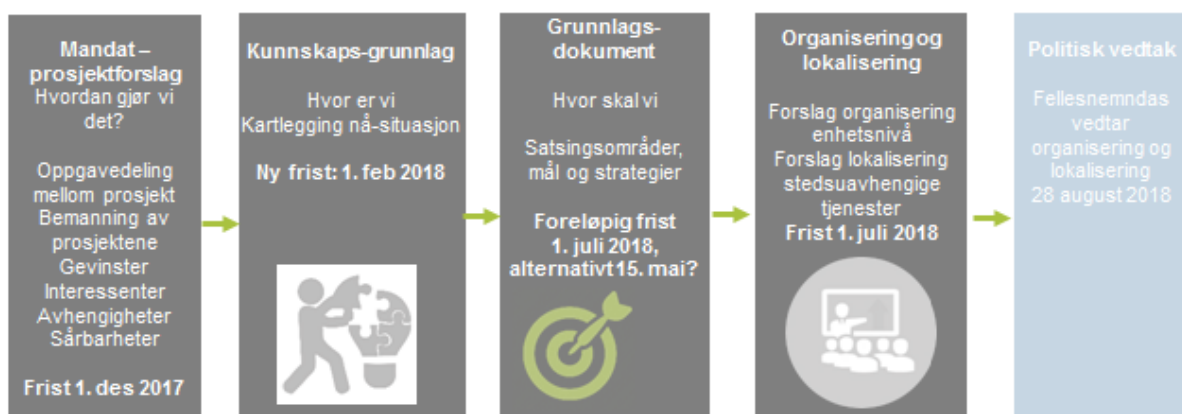 Mandat –
prosjektforslag
Hvordan gjør vi
det?
Oppgavedeling
mellom prosjekt
Bemanning av
prosjektene
Gevinster
Interessenter
Avhengigheter
Sårbarheter
Frist 1. des 2017
Kunnskaps-grunnlag
Hvor er vi
Kartlegging nå-situasjon
Ny frist: 1. feb 2018
Grunnlags-
dokument
Hvor skal vi
Satsingsområder,
mål og strategier
Foreløpig frist
1. juli 2018,
alternativt 15. mai?
Organisering og
lokalisering
Forslag organisering
enhetsnivå
Forslag lokalisering
stedsuavhengige
tjenester
Frist 1. juli 2018
Politisk vedtak
Fellesnemndas
vedtar
organisering og
lokalisering
28 august 2018